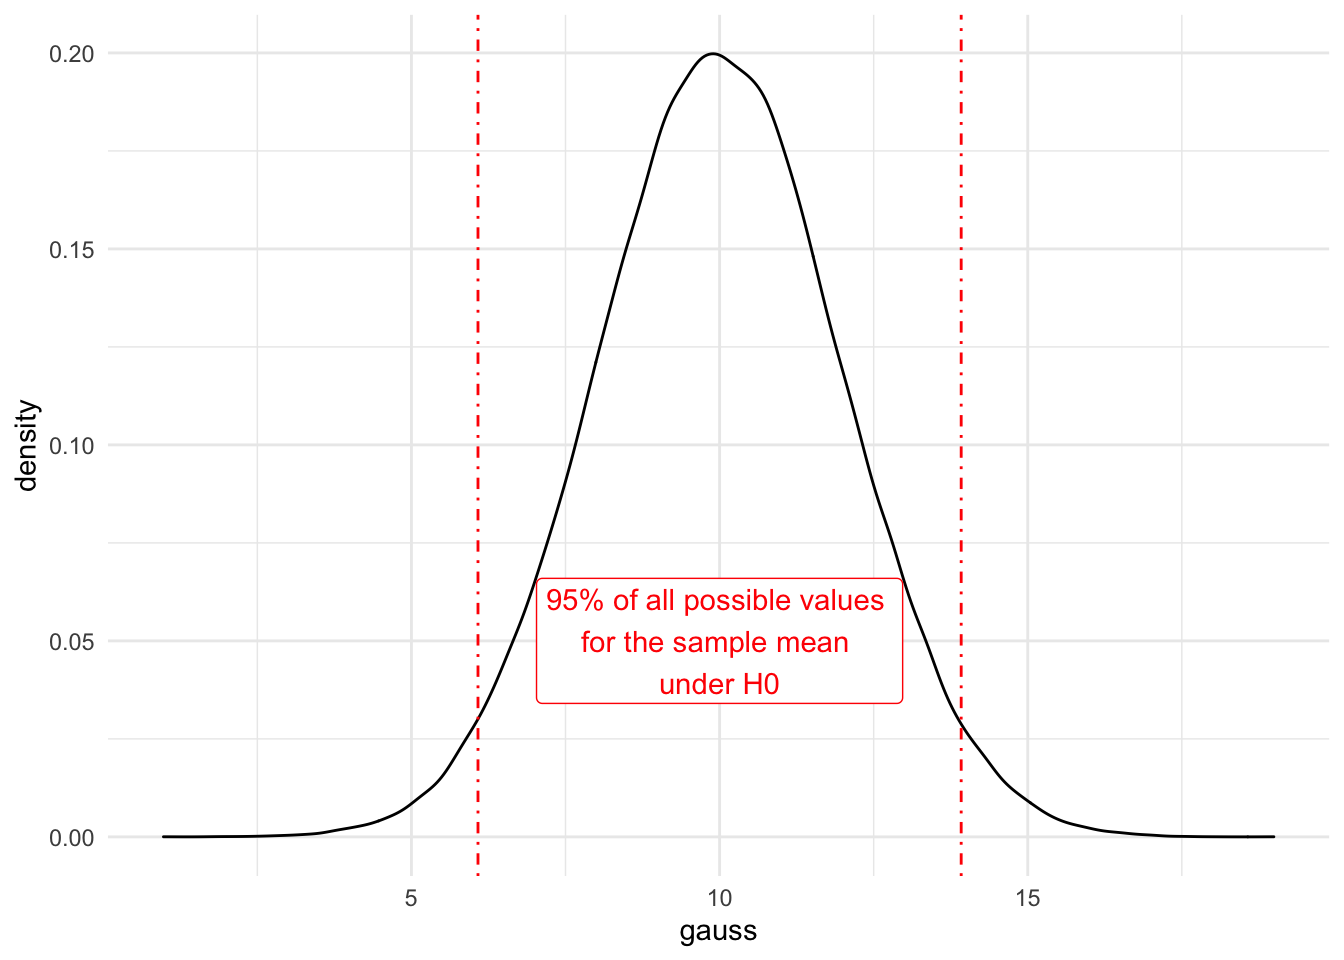 0.20
0.15
0.10
0.05
0.00
density
95% of all possible values
for the sample mean
under H0
5
10
15
gauss